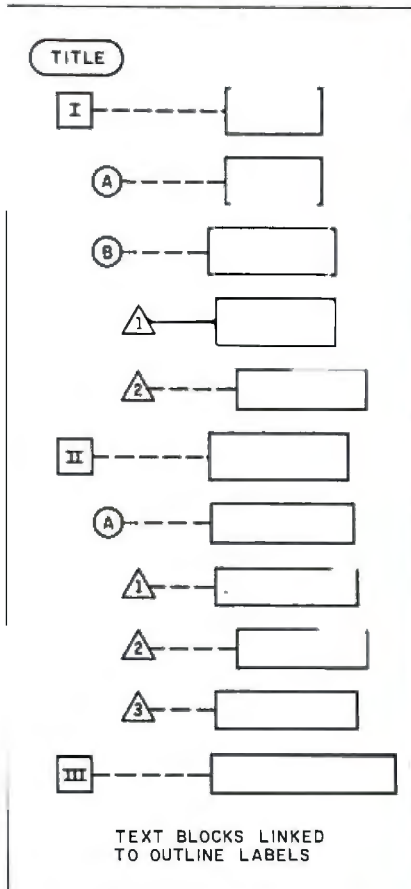 TITLE
I
A
B
1
2
II
A
1
2
3
III
TEXT BLOCKS LINKED
TO OUTLINE LABELS